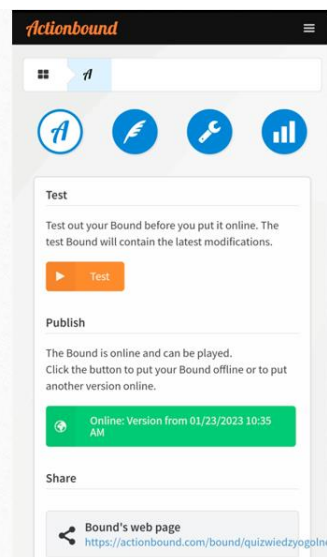 Actionbound
A
A
Test
Test out your Bound before you put it online. The
test Bound will contain the latest modifications.
Test
Publish
The Bound is online and can be played.
Click the button to put your Bound offline or to put
another version online.
Online: Version from 01/23/2023 10:35
AM
Share
Bound's web page
https://actionbound.com/bound/quizwiedzyogolne